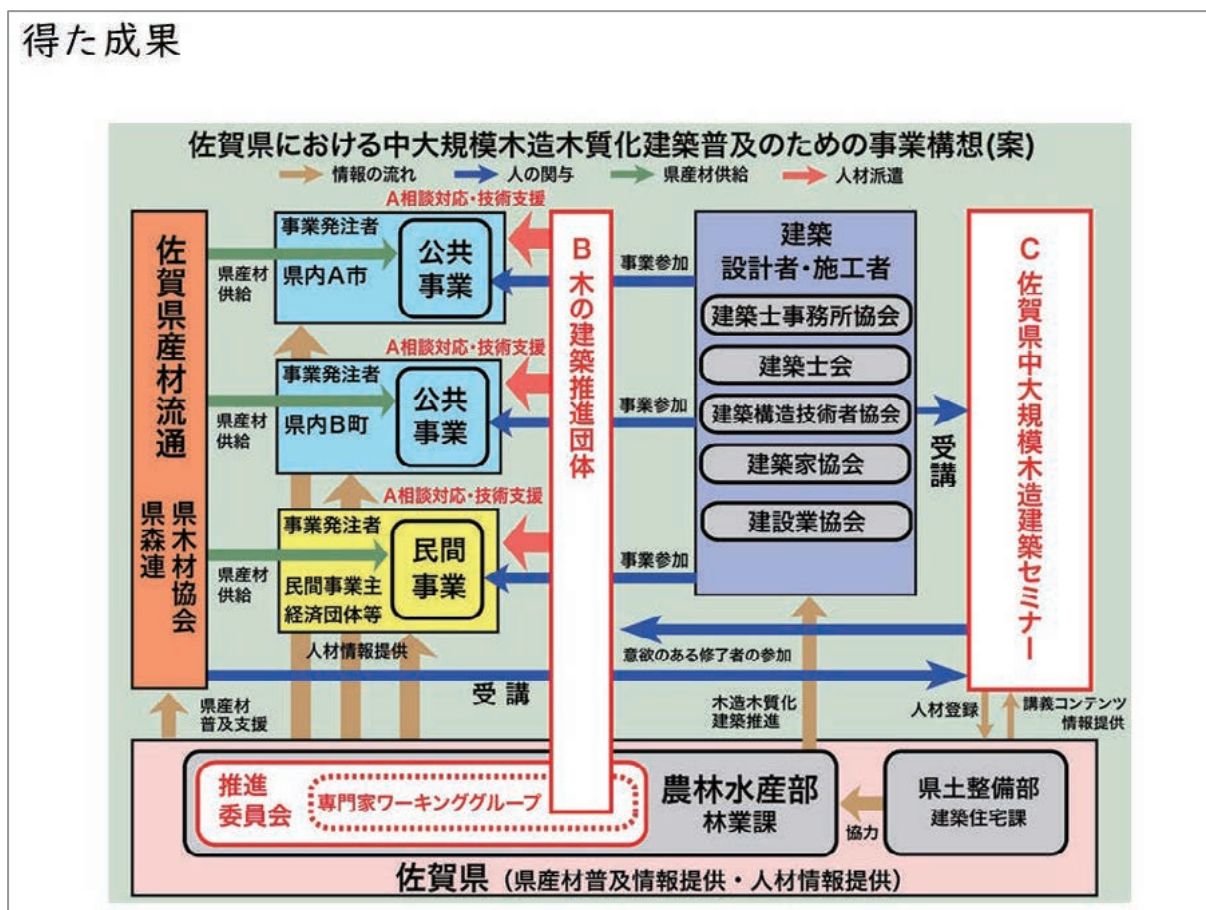 得た成果
佐賀県における中大規模木造木質化建築普及のための事業構想(案)
情報の流れ
人の関与
県産材供給
人材派遣
佐賀県産材流通
県木材協会
県森連
県産材
供給
県産材
供給
県産材
供給
A相談対応・技術支援
事業発注者
県内A市
公共
事業
A相談対応・技術支援
事業発注者
県内B町
公共
事業
A相談対応・技術支援
事業発注者
民間事業主
経済団体等
民間
事業
人材情報提供
B 木の建築推進団体
事業参加
事業参加
事業参加
建築
設計者・施工者
建築士事務所協会
建築士会
建築構造技術者協会
建築家協会
建設業協会
受講
C 佐賀県中大規模木造建築セミナー
意欲のある修了者の参加
受講
県産材
普及支援
木造木質化
建築推進
人材登録
講義コンテンツ
情報提供
推進
委員会
専門家ワーキンググループ
農林水産部
林業課
協力
県土整備部
建築住宅課
佐賀県（県産材普及情報提供・人材情報提供）